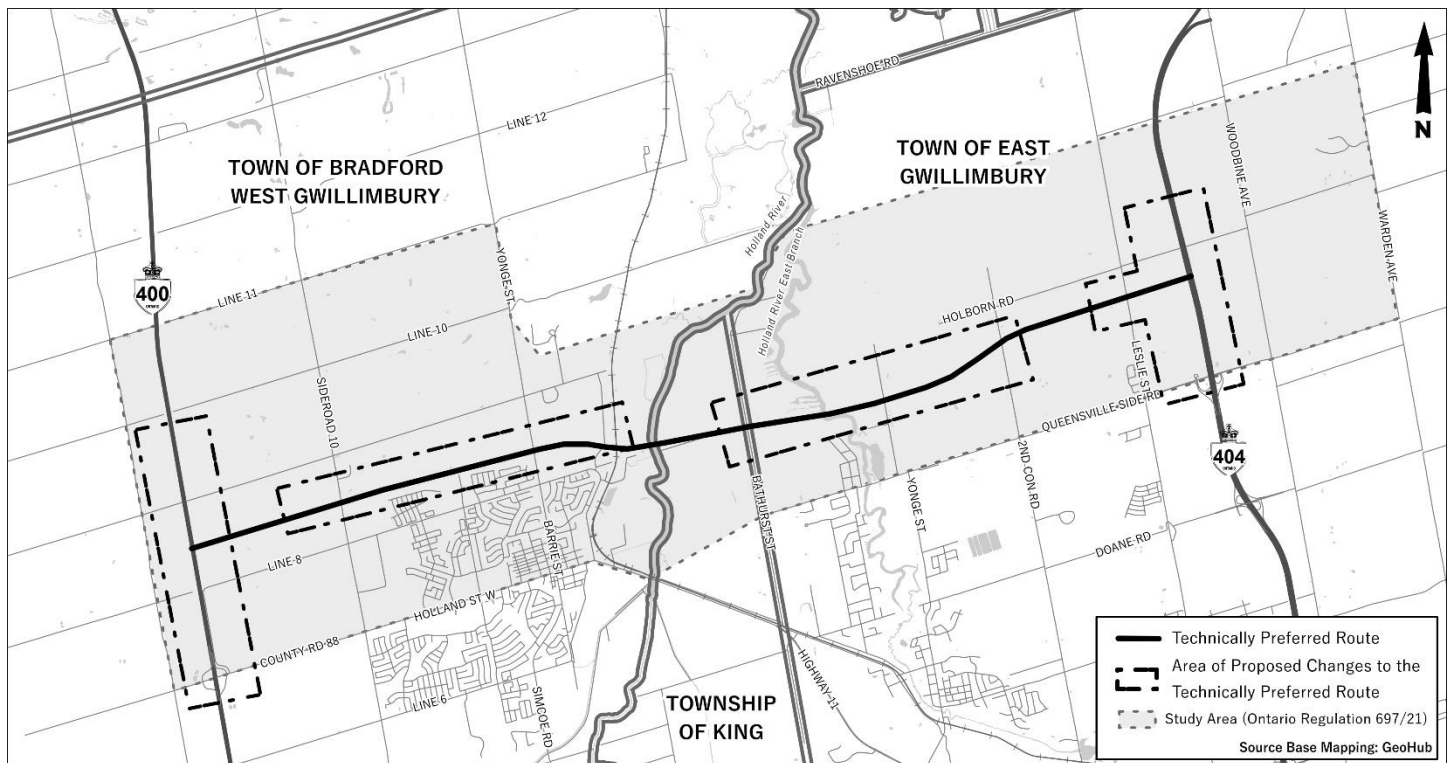 RAVENSHOE RD
LINE 12
TOWN OF BRADFORD
WEST GWILLIMBURY
TOWN OF EAST
GWILLIMBURY
N
WOODBINE AVE
WARDEN AVE
Holland River
Holland River East Branch
YONGE ST
400
ONTARIO
LINE 11
LINE 10
SIDEROAD 10
HOLBORN RD
LESLIE ST
QUEENSVILLE SIDE RD
404
ONTARIO
2ND CON RD
YONGE ST
BATHURST ST
BARRIE ST
LINE 8
HOLLAND ST W
COUNTY RD 88
DOANE RD
LINE 6
SIMCOE RD
HIGHWAY 11
TOWNSHIP
OF KING
Technically Preferred Route
Area of Proposed Changes to the
Technically Preferred Route
Study Area (Ontario Regulation 697/21)
Source Base Mapping: GeoHub